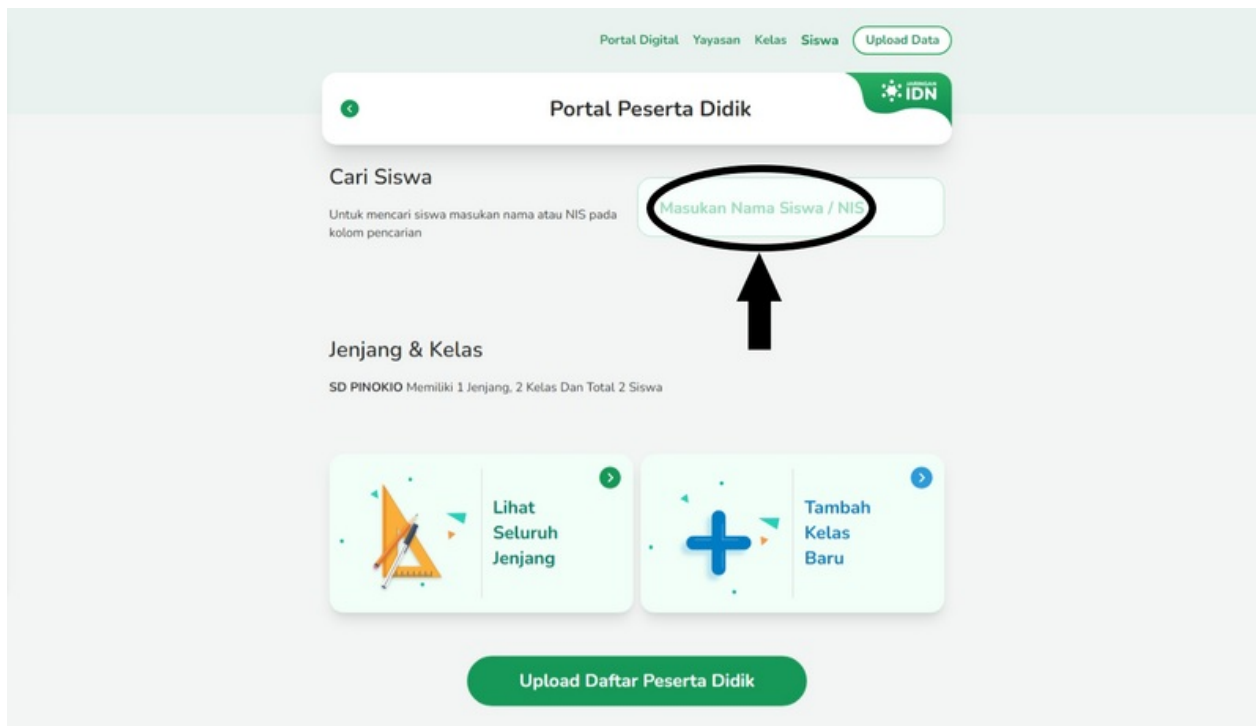 Portal Digital Yayasan Kelas Siswa Upload Data
Portal Peserta Didik
JARINGAN
IDN
Cari Siswa
Untuk mencari siswa masukan nama atau NIS pada
kolom pencarian
Masukan Nama Siswa / NIS
Jenjang & Kelas
SD PINOKIO Memiliki 1 Jenjang, 2 Kelas Dan Total 2 Siswa
Lihat
Seluruh
Jenjang
Tambah
Kelas
Baru
Upload Daftar Peserta Didik